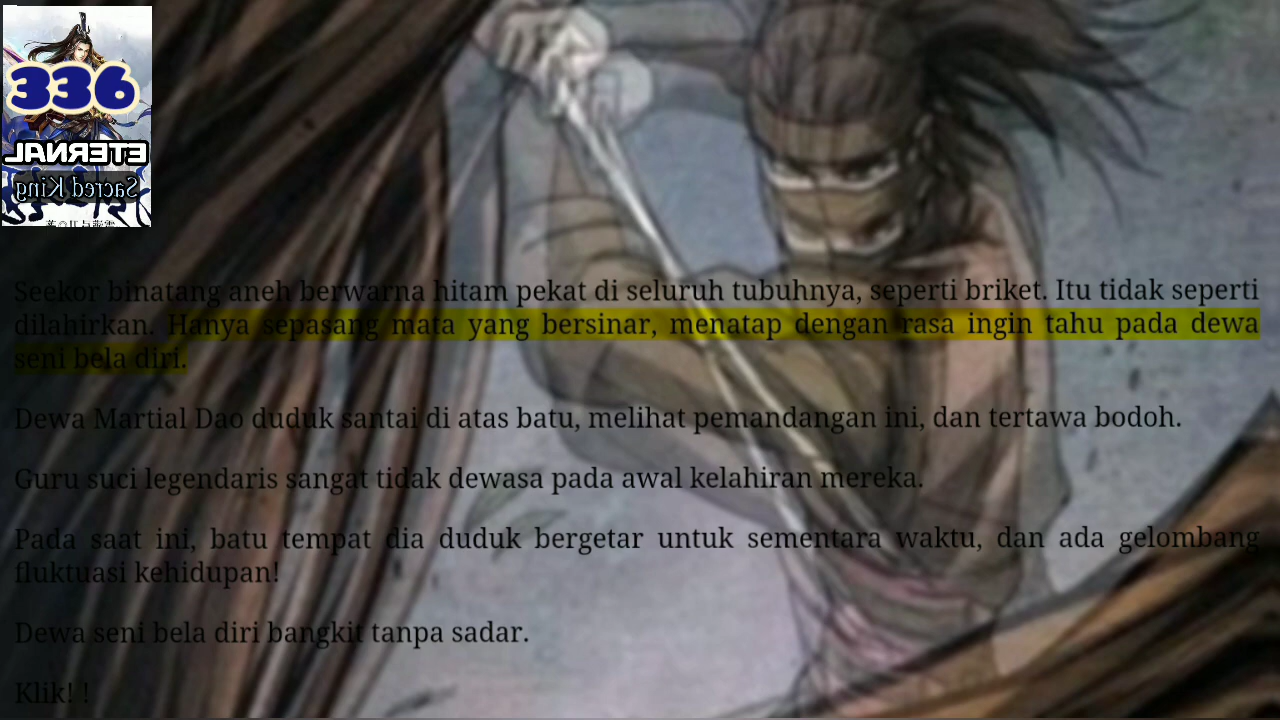 336
ETERNAL
Sacred King
Seekor binatang aneh berwarna hitam pekat di seluruh tubuhnya, seperti briket. Itu tidak seperti
dilahirkan. Hanya sepasang mata yang bersinar, menatap dengan rasa ingin tahu pada dewa
seni bela diri.
Dewa Martial Dao duduk santai di atas batu, melihat pemandangan ini, dan tertawa bodoh.
Guru suci legendaris sangat tidak dewasa pada awal kelahiran mereka.
Pada saat ini, batu tempat dia duduk bergetar untuk sementara waktu, dan ada gelombang
fluktuasi kehidupan!
Dewa seni bela diri bangkit tanpa sadar.
Klik! !